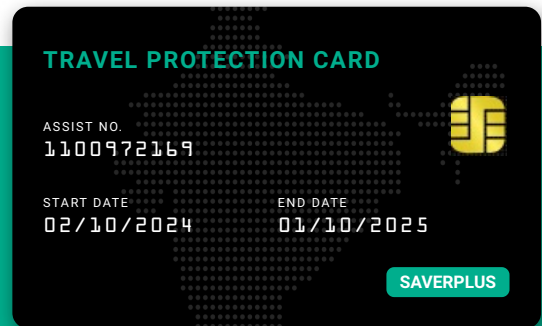 TRAVEL PROTECTION CARD
ASSIST NO.
1100972169
START DATE
02/10/2024
END DATE
01/10/2025
SAVERPLUS